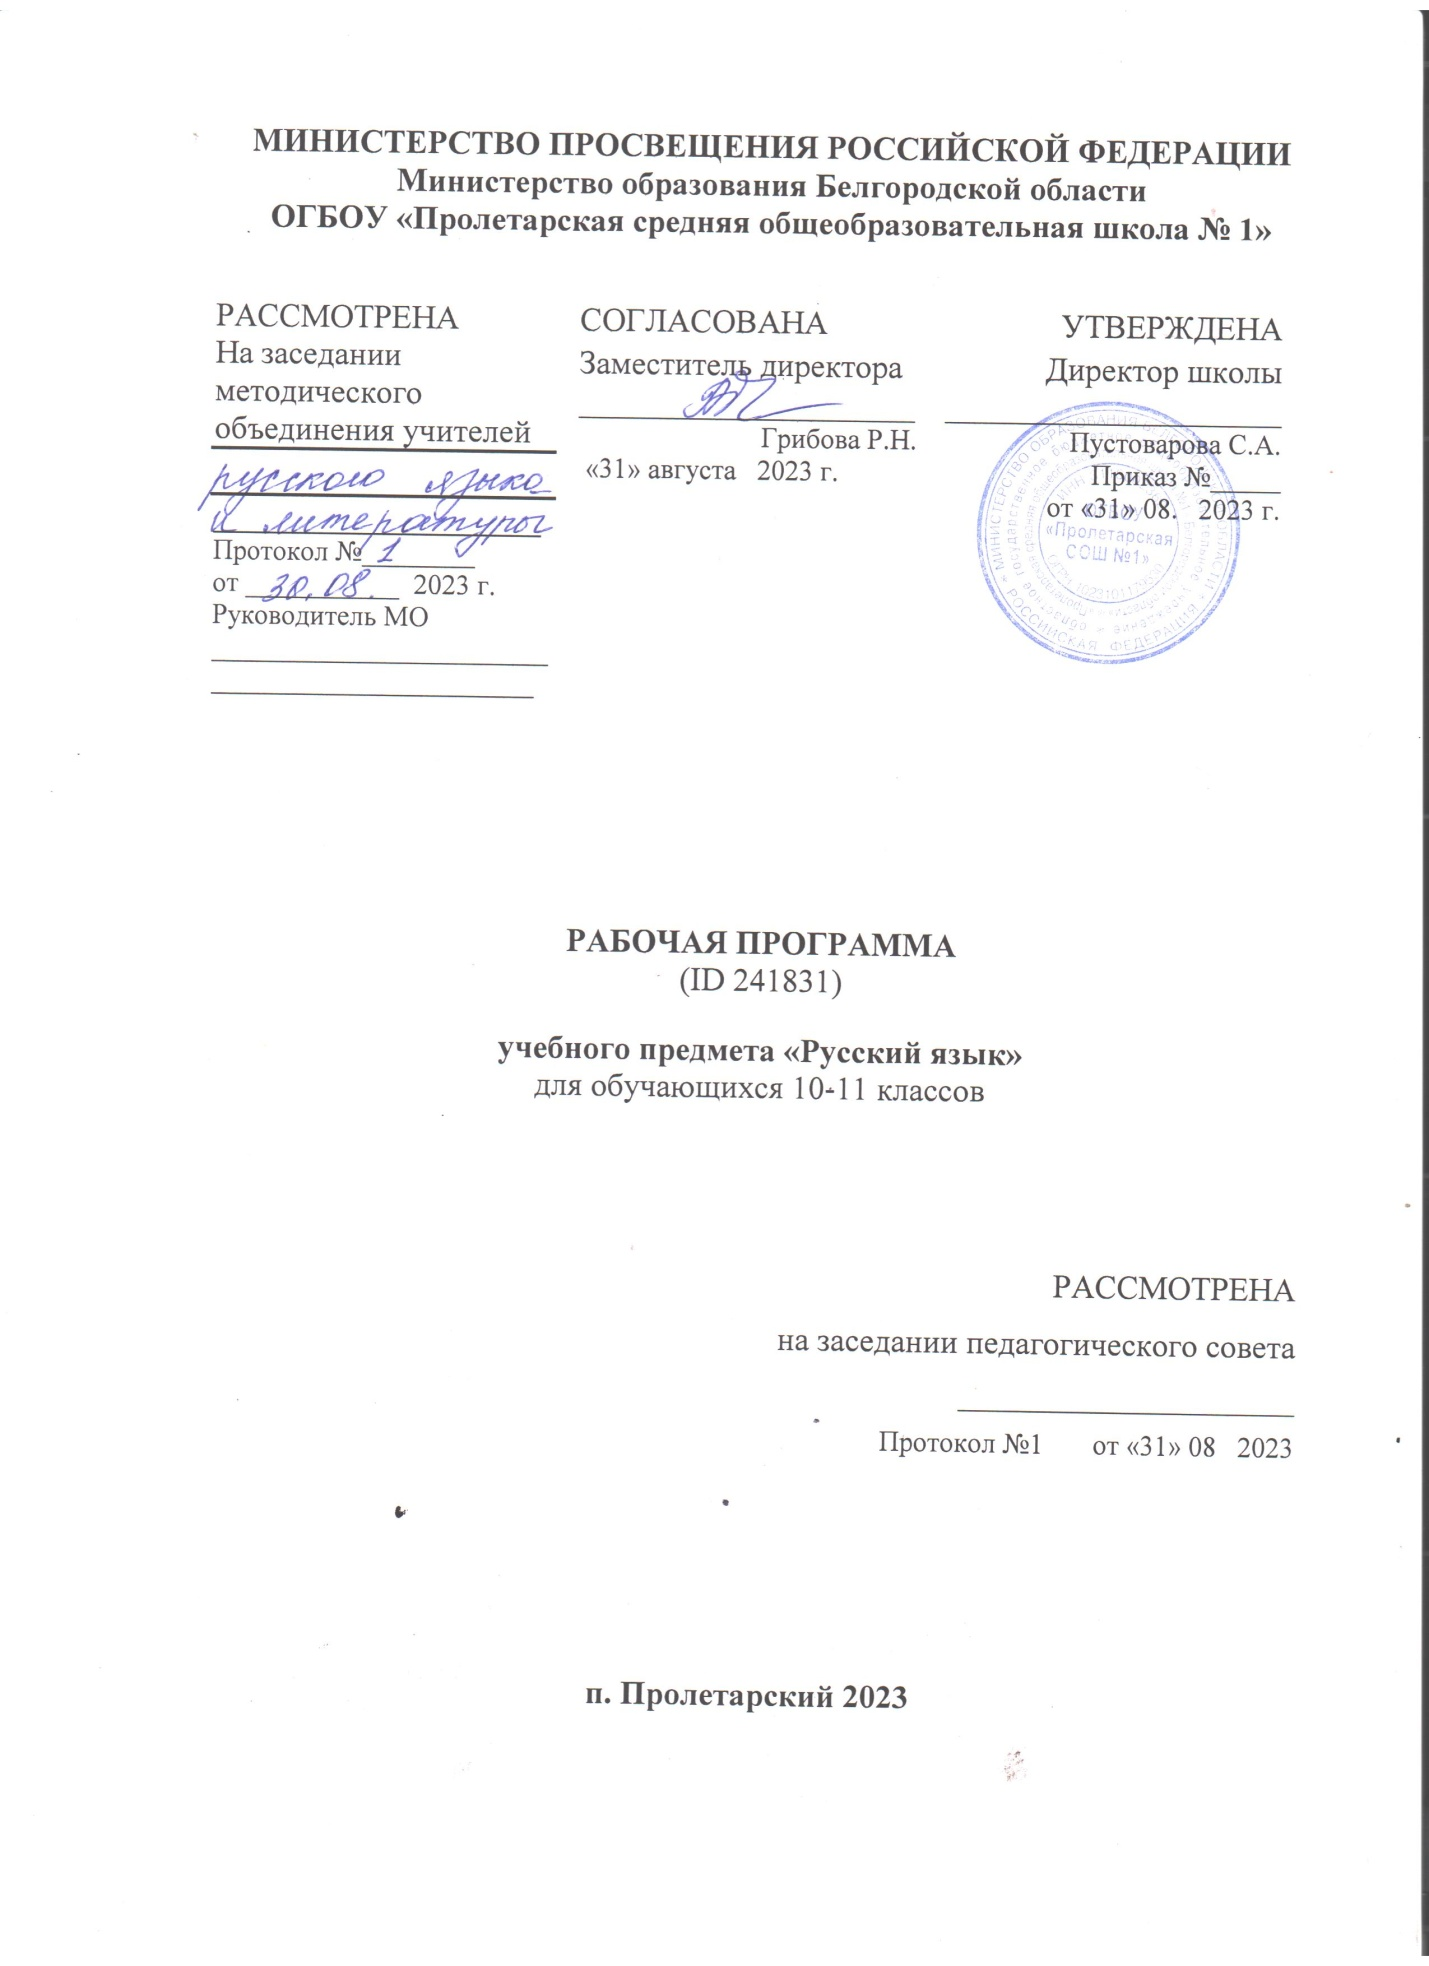 МИНИСТЕРСТВО ПРОСВЕЩЕНИЯ РОССИЙСКОЙ ФЕДЕРАЦИИ
Министерство образования Белгородской области
ОГБОУ «Пролетарская средняя общеобразовательная школа № 1»
РАССМОТРЕНА
На заседании
методического
объединения учителей
русского языка
и литературы
Протокол № 1
от 30.08. 2023 г.
Руководитель МО
СОГЛАСОВАНА
Заместитель директора
Грибова Р.Н.
«31» августа 2023 г.
УТВЕРЖДЕНА
Директор школы
Пустоварова С.А.
Приказ №
от «31» 08. 2023 г.
МИНИСТЕРСТВО ОБРАЗОВАНИЯ ОБЛАСТИ
РОССИЙСКАЯ ФЕДЕРАЦИЯ
«Пролетарская
СОШ №1»
РАБОЧАЯ ПРОГРАММА
(ID 241831)
учебного предмета «Русский язык»
для обучающихся 10-11 классов
РАССМОТРЕНА
на заседании педагогического совета
Протокол №1 от «31» 08 2023
п. Пролетарский 2023